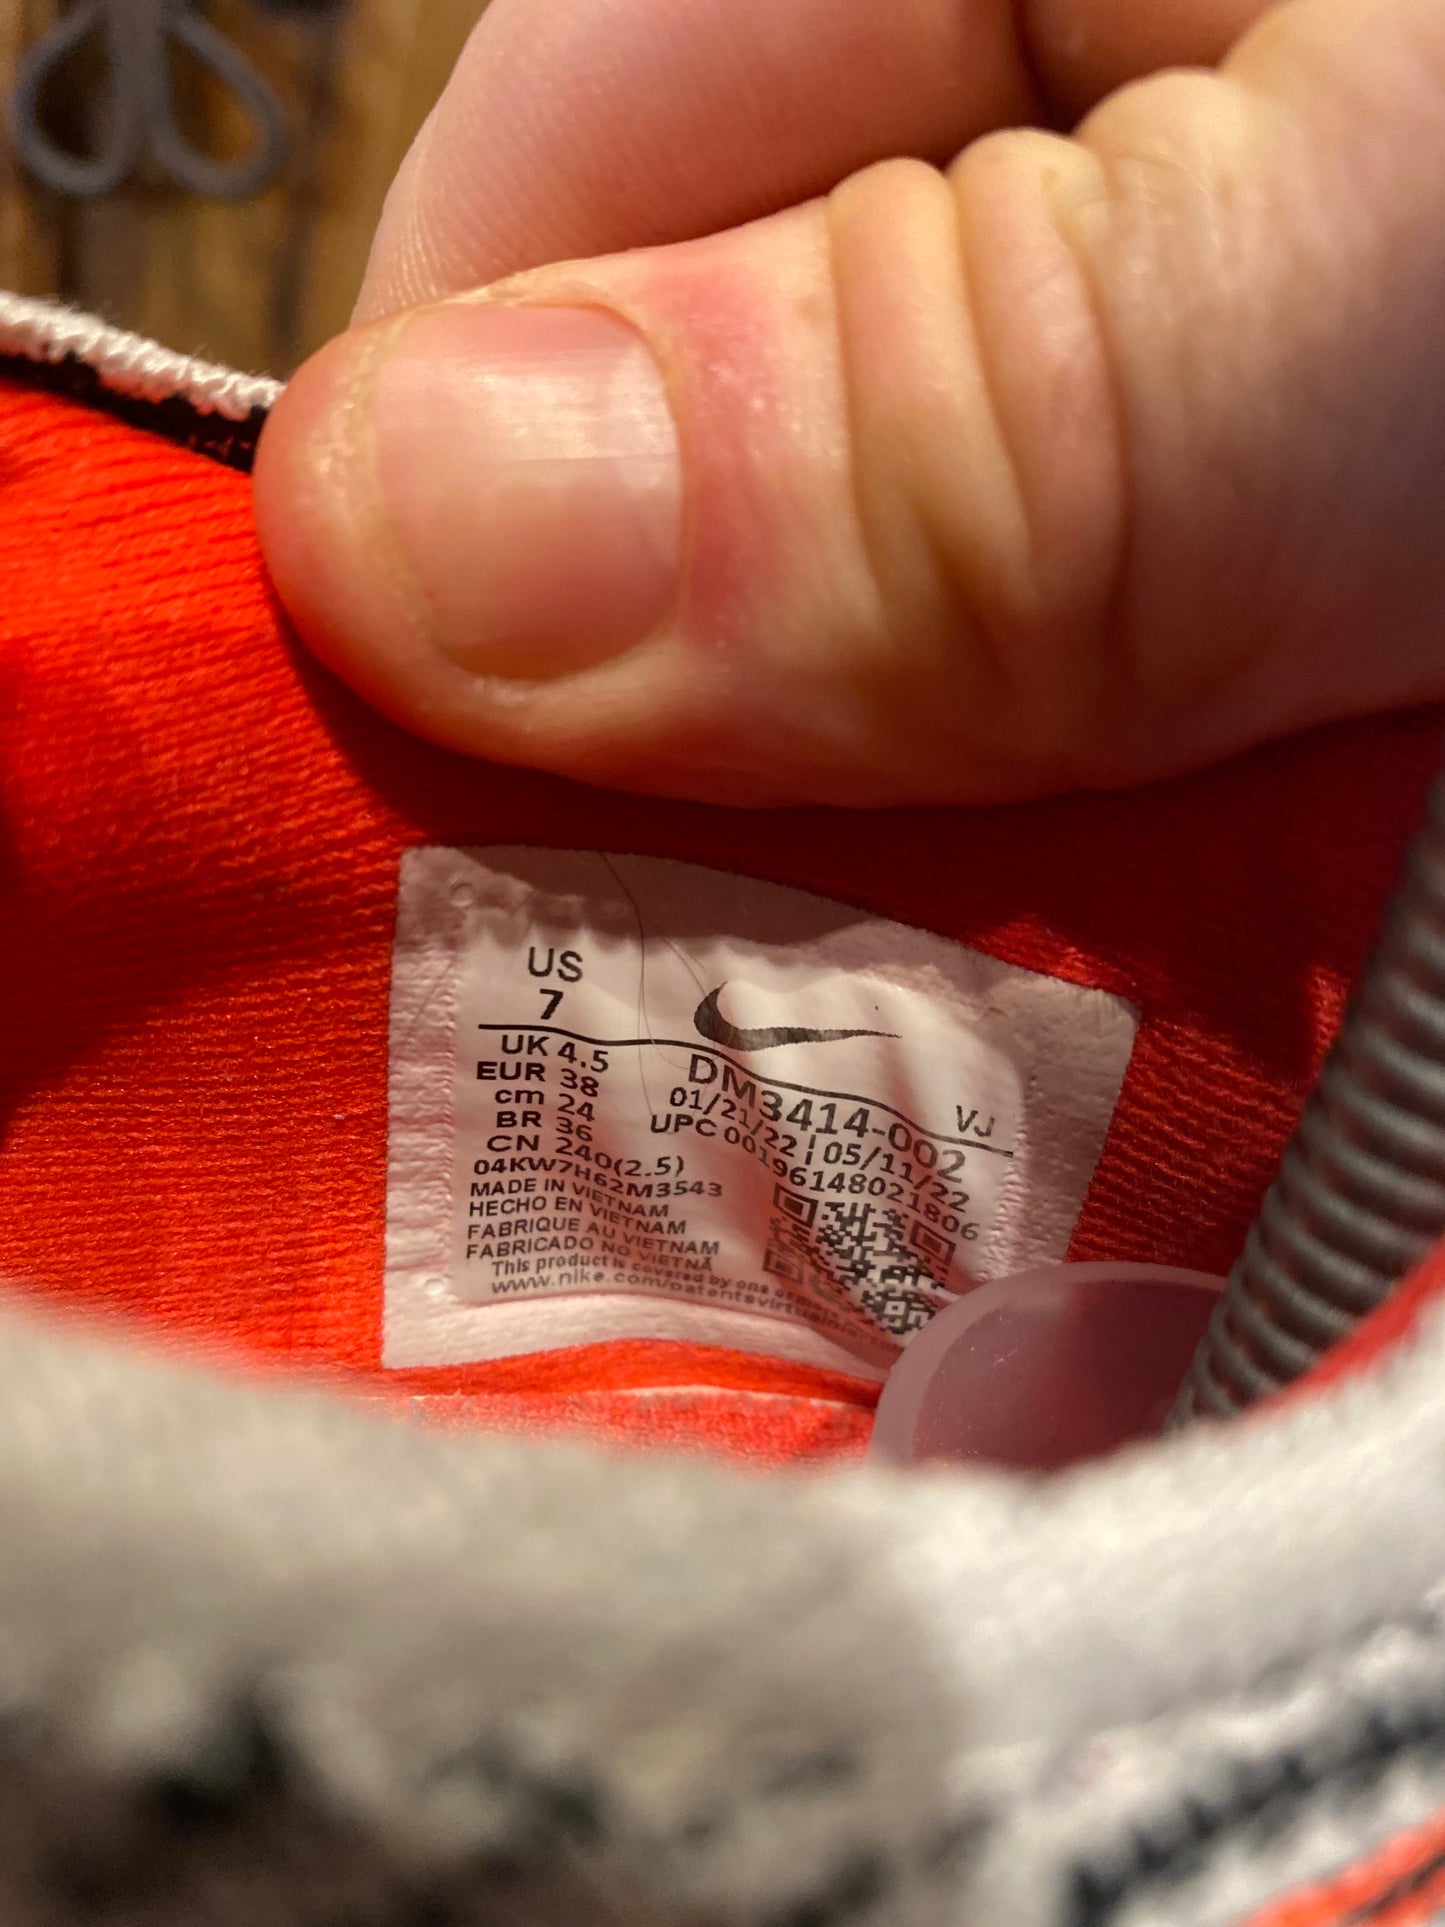 US
7
UK 4.5
EUR 38
cm 24
BR 36
CN 240(2.5)
04KW7H62M3543
MADE IN VIETNAM
HECHO EN VIETNAM
FABRIQUE AU VIETNAM
FABRICADO NO VIETNÃ
This product is covered by one or more
www.nike.com/patentsvirtual
VJ
DM3414-002
01/21/22 | 05/11/22
UPC 00196148021806